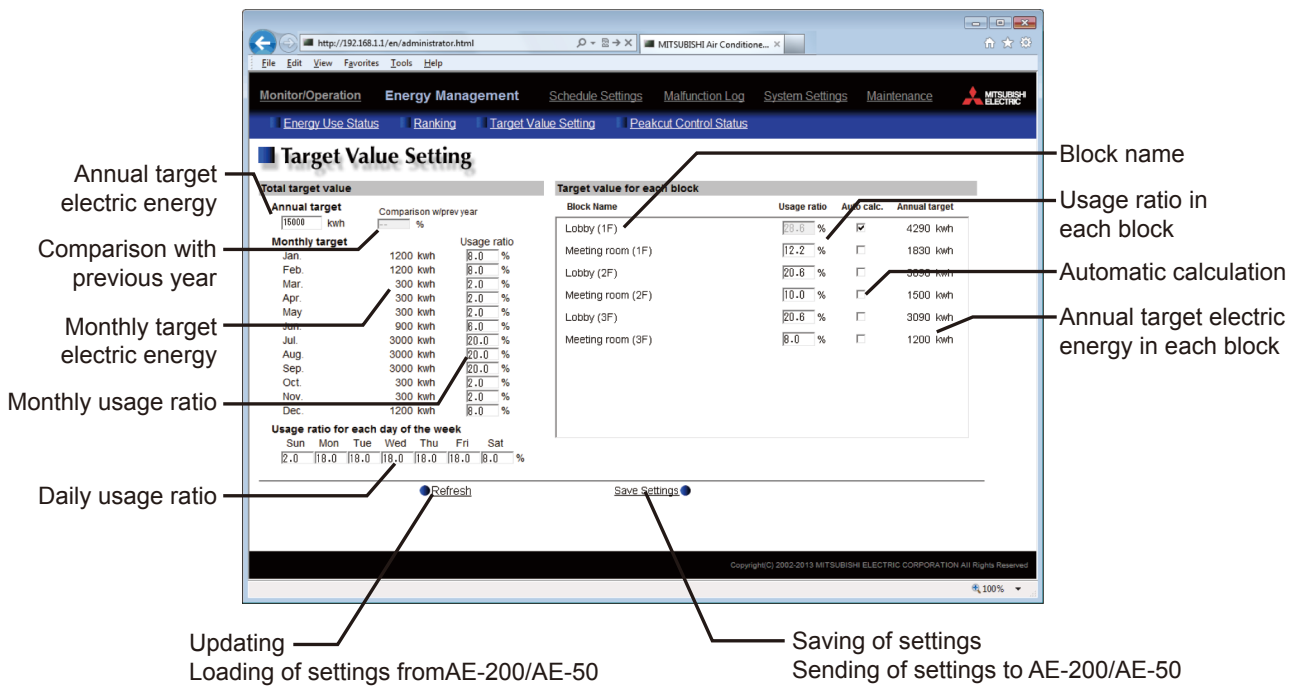 http://192.168.1.1/en/administrator.html
MITSUBISHI Air Conditione...
File Edit View Favorites Tools Help
Monitor/Operation Energy Management Schedule Settings Malfunction Log System Settings Maintenance
MITSUBISHI ELECTRIC
Energy Use Status Ranking Target Value Setting Peakcut Control Status
Target Value Setting
Total target value
Annual target
15000 kwh
Comparison w/prev year
-- %
Monthly target Usage ratio
Jan. 1200 kwh 8.0 %
Feb. 1200 kwh 8.0 %
Mar. 300 kwh 2.0 %
Apr. 300 kwh 2.0 %
May 300 kwh 2.0 %
Jun. 900 kwh 6.0 %
Jul. 3000 kwh 20.0 %
Aug. 3000 kwh 20.0 %
Sep. 3000 kwh 20.0 %
Oct. 300 kwh 2.0 %
Nov. 300 kwh 2.0 %
Dec. 1200 kwh 8.0 %
Usage ratio for each day of the week
Sun Mon Tue Wed Thu Fri Sat
2.0 18.0 18.0 18.0 18.0 18.0 8.0 %
Target value for each block
Block Name Usage ratio Auto calc. Annual target
Lobby (1F) 28.6 % 4290 kwh
Meeting room (1F) 12.2 % 1830 kwh
Lobby (2F) 20.6 % 3090 kwh
Meeting room (2F) 10.0 % 1500 kwh
Lobby (3F) 20.6 % 3090 kwh
Meeting room (3F) 8.0 % 1200 kwh
Refresh
Save Settings
Copyright(C) 2002-2013 MITSUBISHI ELECTRIC CORPORATION All Rights Reserved
100%
Annual target
electric energy
Comparison with
previous year
Monthly target
electric energy
Monthly usage ratio
Daily usage ratio
Block name
Usage ratio in
each block
Automatic calculation
Annual target electric
energy in each block
Updating
Loading of settings fromAE-200/AE-50
Saving of settings
Sending of settings to AE-200/AE-50